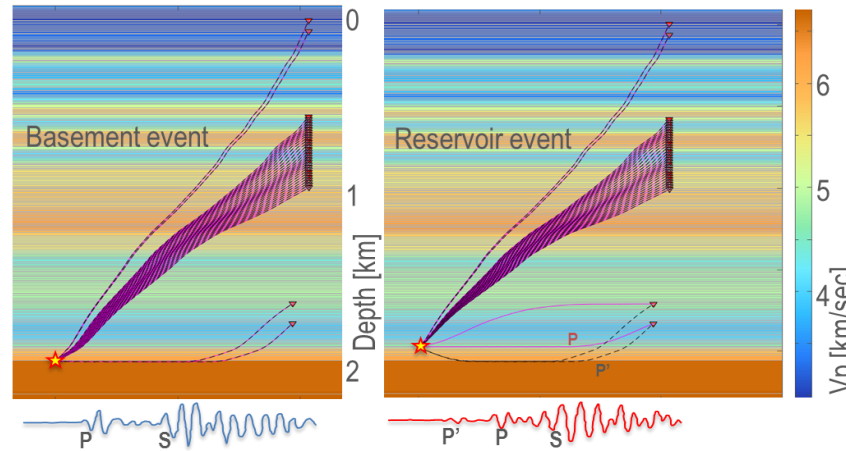 0
Basement event
Reservoir event
1
Depth [km]
2
P
P'
6
5
4
Vp [km/sec]
P
S
P'
P
S